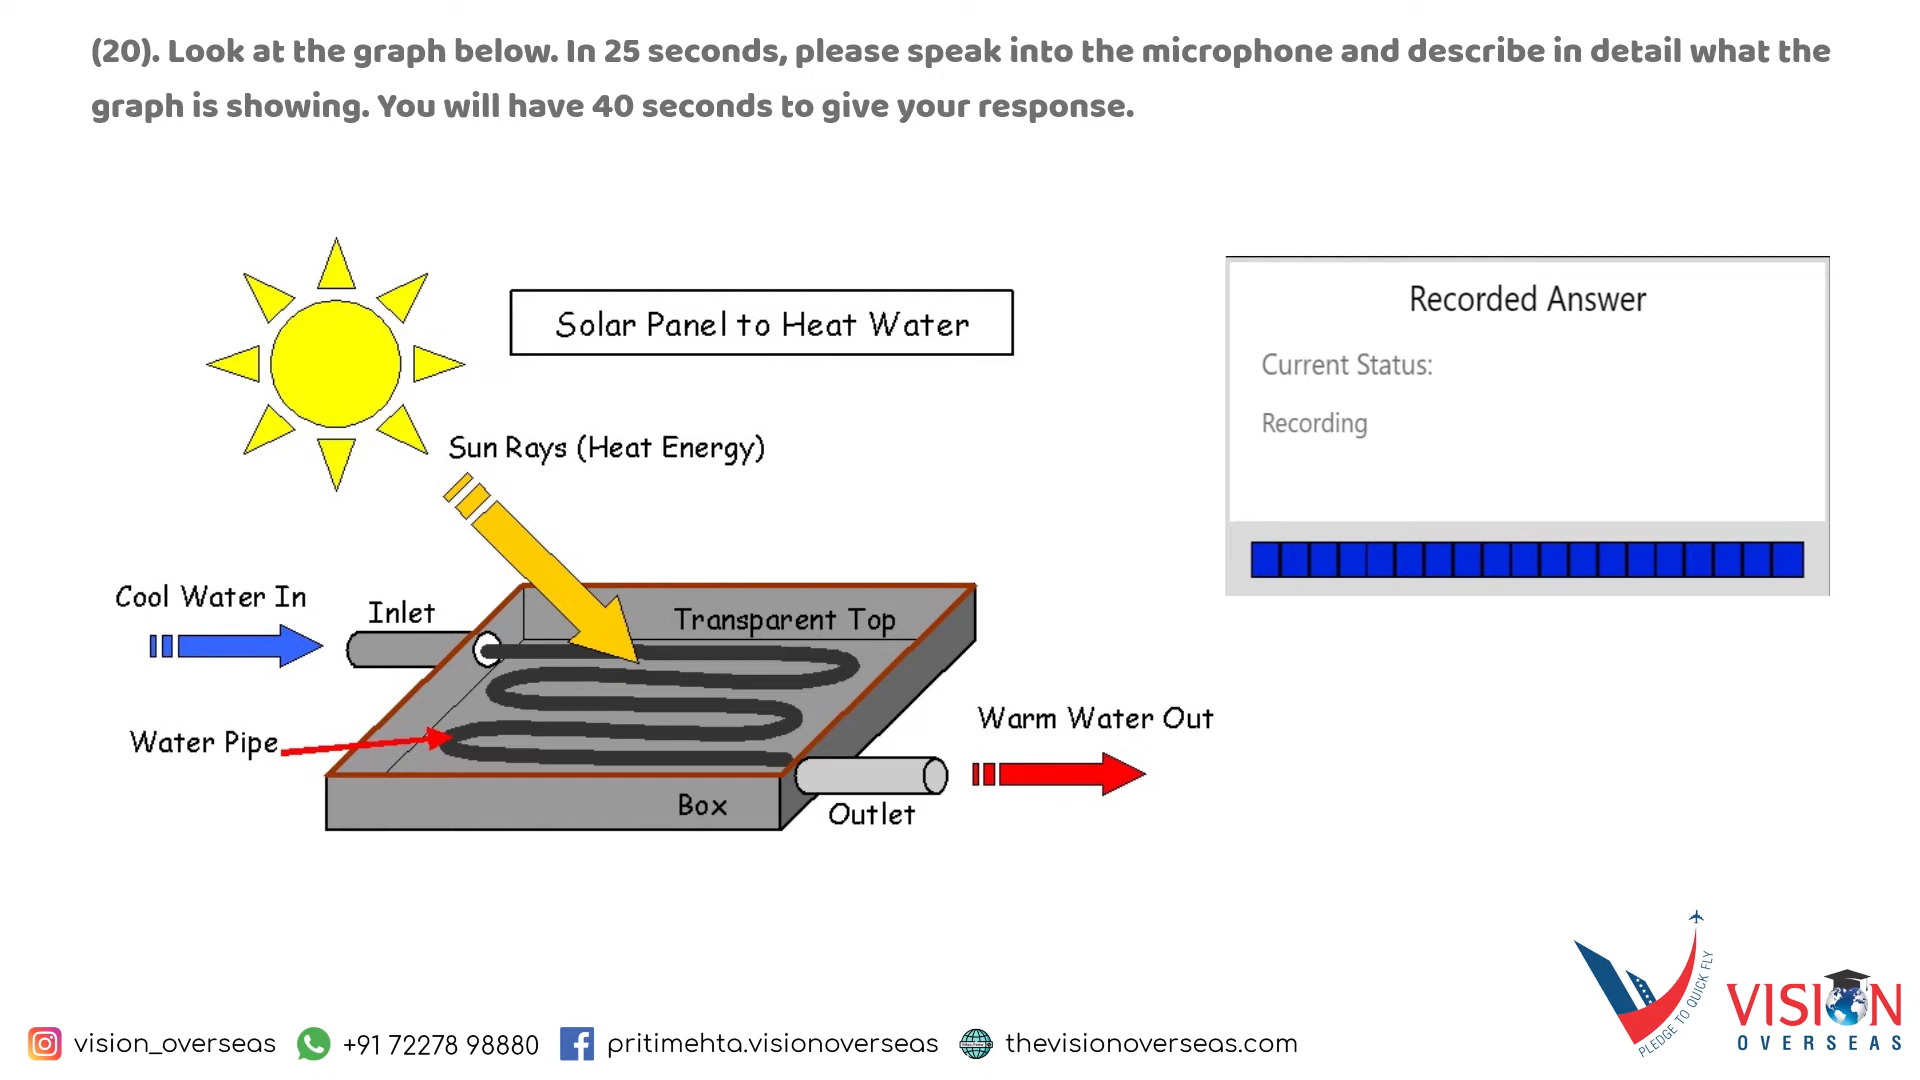 (20). Look at the graph below. In 25 seconds, please speak into the microphone and describe in detail what the
graph is showing. You will have 40 seconds to give your response.
Solar Panel to Heat Water
Recorded Answer
Current Status:
Recording
Sun Rays (Heat Energy)
Cool Water In
Inlet
Transparent Top
Water Pipe
Warm Water Out
Box
Outlet
PLEDGE TO QUICK FLY
VISION
OVERSEAS
vision_overseas
+91 72278 98880
pritimehta.visionoverseas
thevisionoverseas.com